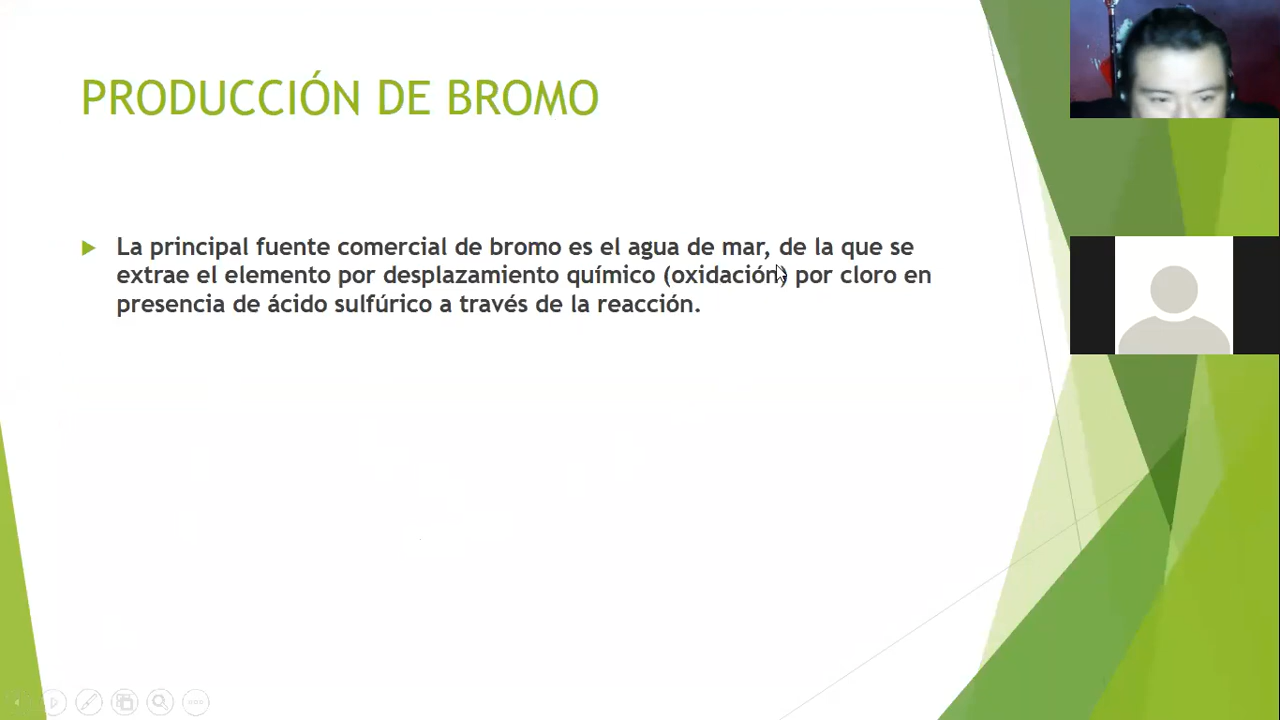 PRODUCCIÓN DE BROMO
La principal fuente comercial de bromo es el agua de mar, de la que se
extrae el elemento por desplazamiento químico (oxidación) por cloro en
presencia de ácido sulfúrico a través de la reacción.